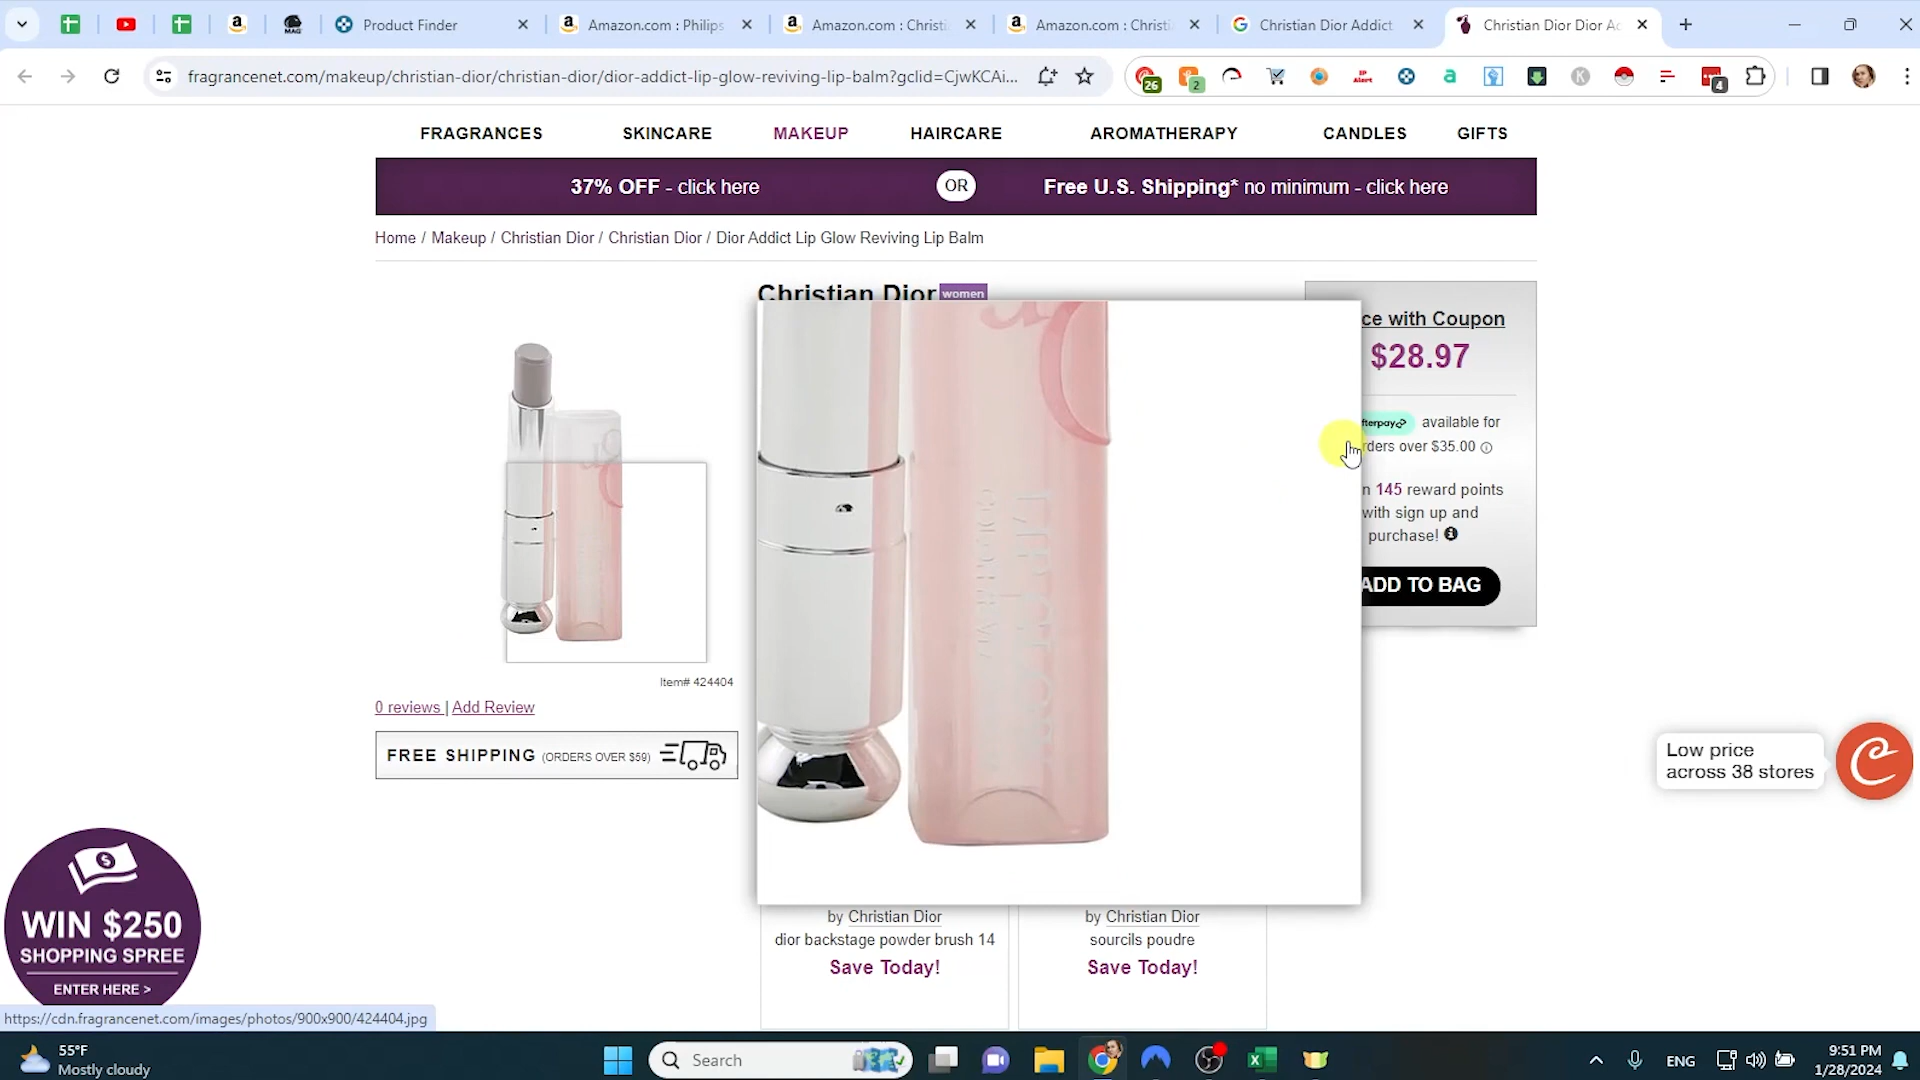 Product Finder
Amazon.com : Philips
Amazon.com : Christi
Amazon.com : Christi
Christian Dior Addict
Christian Dior Dior Ad
fragrancenet.com/makeup/christian-dior/christian-dior/dior-addict-lip-glow-reviving-lip-balm?gclid=CjwKCAi...
26
2
4
FRAGRANCES
SKINCARE
MAKEUP
HAIRCARE
AROMATHERAPY
CANDLES
GIFTS
37% OFF - click here
OR
Free U.S. Shipping* no minimum - click here
Home / Makeup / Christian Dior / Christian Dior / Dior Addict Lip Glow Reviving Lip Balm
Christian Dior women
ce with Coupon
$28.97
fterpay available for
rders over $35.00
n 145 reward points
with sign up and
purchase!
ADD TO BAG
Item# 424404
0 reviews | Add Review
FREE SHIPPING (ORDERS OVER $59)
Low price
across 38 stores
WIN $250
SHOPPING SPREE
ENTER HERE >
by Christian Dior
dior backstage powder brush 14
Save Today!
by Christian Dior
sourcils poudre
Save Today!
https://cdn.fragrancenet.com/images/photos/900x900/424404.jpg
55°F
Mostly cloudy
Search
ENG
9:51 PM
1/28/2024